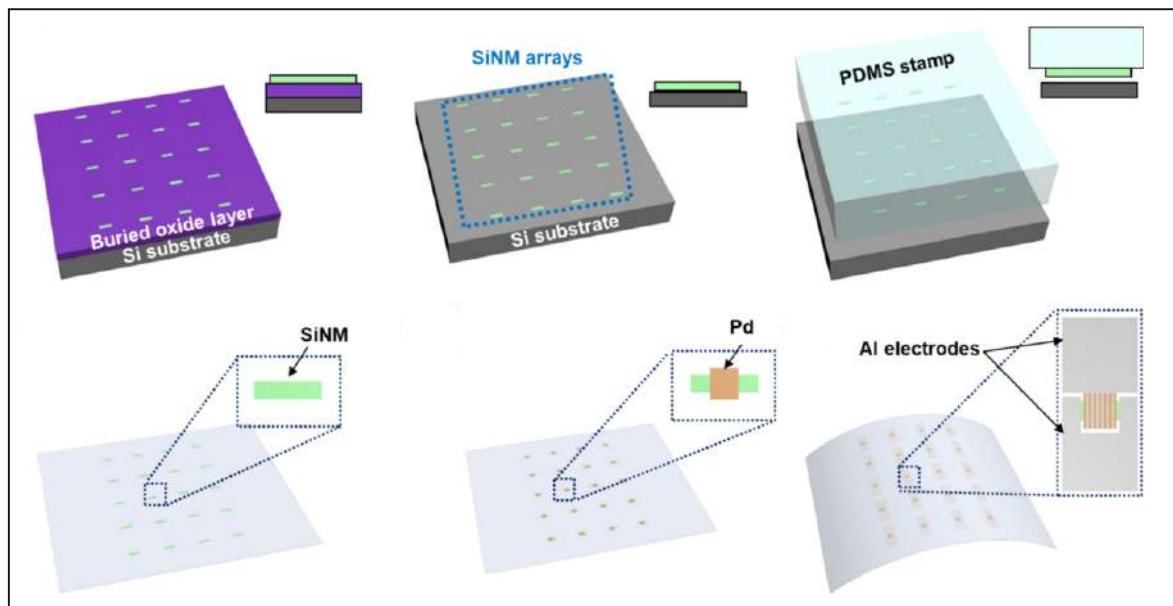 SiNM arrays
PDMS stamp
Buried oxide layer
Si substrate
Si substrate
SiNM
Pd
Al electrodes